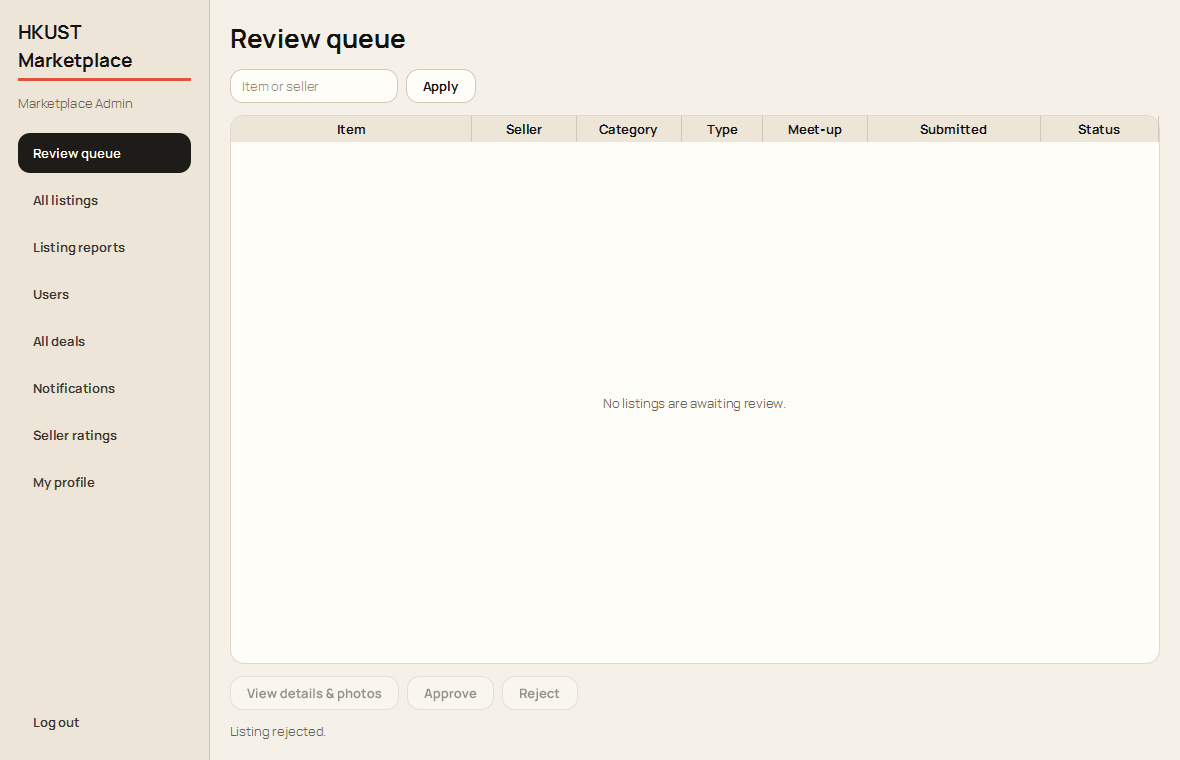 HKUST
Marketplace
Marketplace Admin
Review queue
All listings
Listing reports
Users
All deals
Notifications
Seller ratings
My profile
Log out
Review queue
Item or seller
Apply
Item Seller Category Type Meet-up Submitted Status
No listings are awaiting review.
View details & photos Approve Reject
Listing rejected.